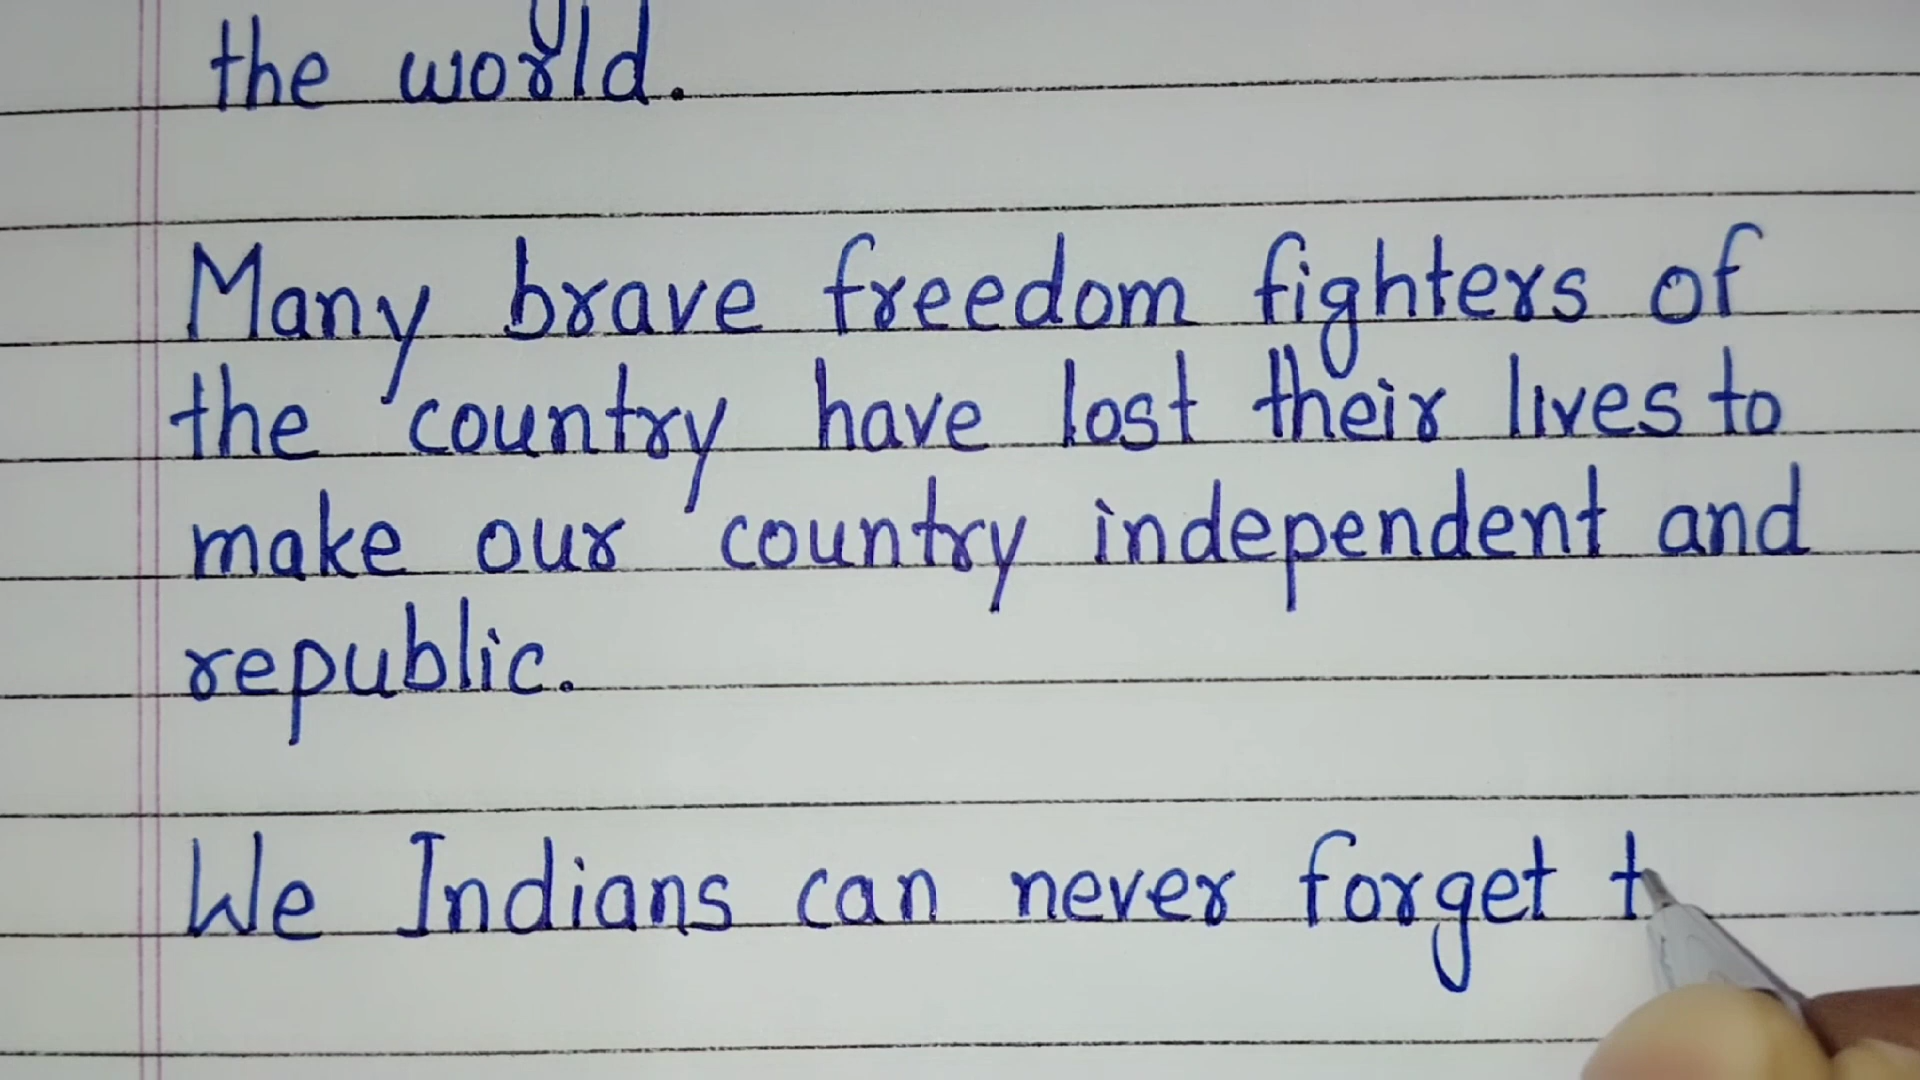 the world.
Many brave freedom fighters of
the country have lost their lives to
make our country independent and
republic.
We Indians can never forget t